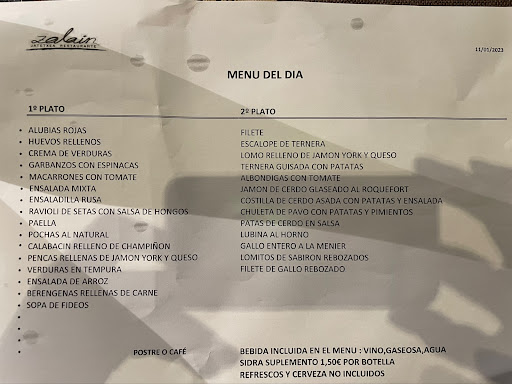 zalain
JATETXEA RESTAURANTE
11/01/2023
MENU DEL DIA
1º PLATO
ALUBIAS ROJAS
HUEVOS RELLENOS
CREMA DE VERDURAS
GARBANZOS CON ESPINACAS
MACARRONES CON TOMATE
ENSALADA MIXTA
ENSALADILLA RUSA
RAVIOLI DE SETAS CON SALSA DE HONGOS
PAELLA
POCHAS AL NATURAL
CALABACIN RELLENO DE CHAMPIÑON
PENCAS RELLENAS DE JAMON YORK Y QUESO
VERDURAS EN TEMPURA
ENSALADA DE ARROZ
BERENGENAS RELLENAS DE CARNE
SOPA DE FIDEOS
2º PLATO
FILETE
ESCALOPE DE TERNERA
LOMO RELLENO DE JAMON YORK Y QUESO
TERNERA GUISADA CON PATATAS
ALBONDIGAS CON TOMATE
JAMON DE CERDO GLASEADO AL ROQUEFORT
COSTILLA DE CERDO ASADA CON PATATAS Y ENSALADA
CHULETA DE PAVO CON PATATAS Y PIMIENTOS
PATAS DE CERDO EN SALSA
LUBINA AL HORNO
GALLO ENTERO A LA MENIER
LOMITOS DE SABIRON REBOZADOS
FILETE DE GALLO REBOZADO
POSTRE O CAFÉ
BEBIDA INCLUIDA EN EL MENU : VINO,GASEOSA,AGUA
SIDRA SUPLEMENTO 1,50€ POR BOTELLA
REFRESCOS Y CERVEZA NO INCLUIDOS